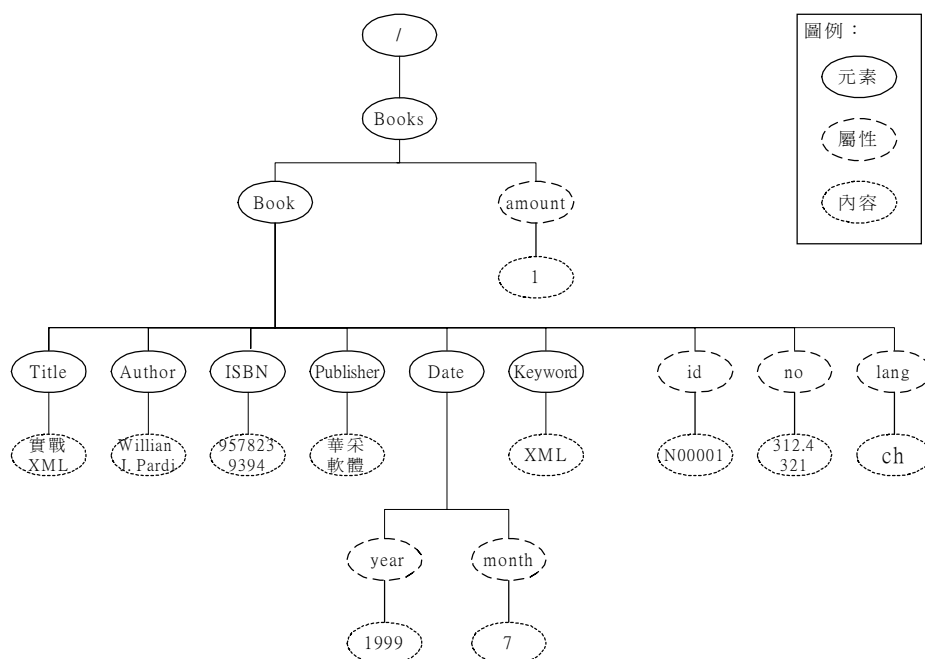 /
圖例：
元素
Books
屬性
Book
amount
內容
1
Title
Author
ISBN
Publisher
Date
Keyword
id
no
lang
實戰
XML
Willian
J. Pardi
957823
9394
華采
軟體
XML
N00001
312.4
321
ch
year
month
1999
7